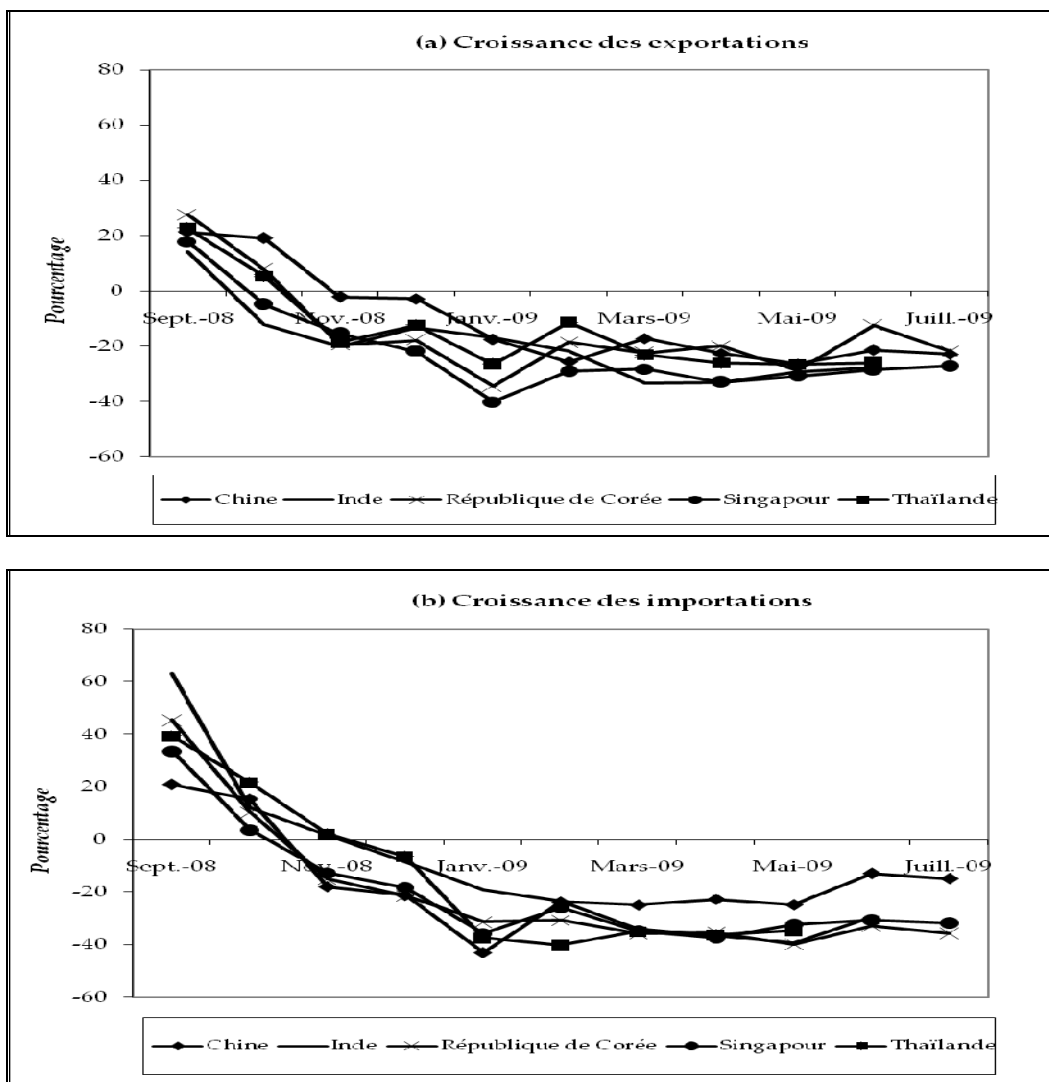 (a) Croissance des exportations
80
60
40
20
0
-20
-40
-60
Pourcentage
Sept.-08 Nov.-08 Janv.-09 Mars-09 Mai-09 Juill.-09
Chine Inde République de Corée Singapour Thaïlande
(b) Croissance des importations
80
60
40
20
0
-20
-40
-60
Pourcentage
Sept.-08 Nov.-08 Janv.-09 Mars-09 Mai-09 Juill.-09
Chine Inde République de Corée Singapour Thaïlande